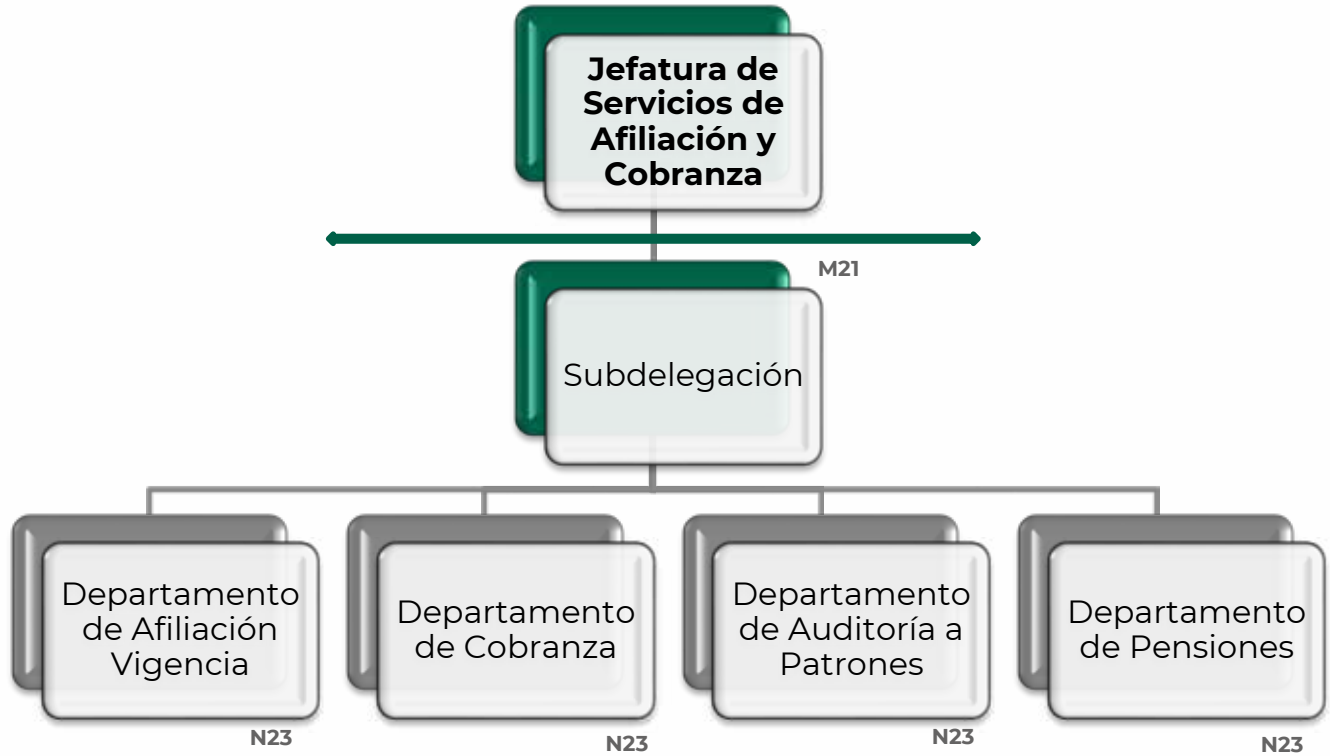 Jefatura de
Servicios de
Afiliación y
Cobranza
M21
Subdelegación
Departamento
de Afiliación
Vigencia
N23
Departamento
de Cobranza
N23
Departamento
de Auditoría a
Patrones
N23
Departamento
de Pensiones
N23